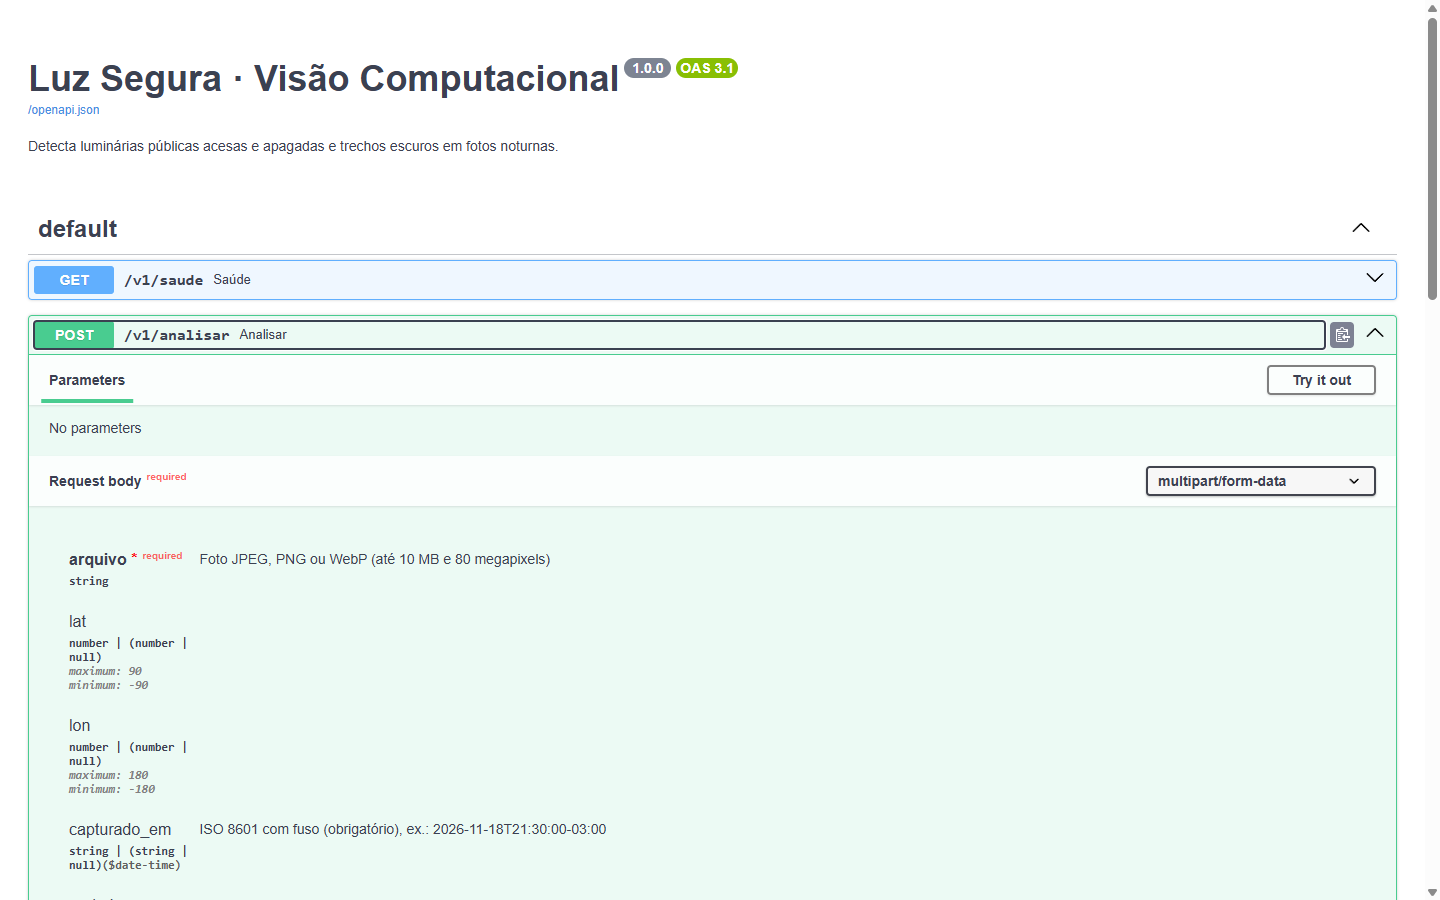 Luz Segura · Visão Computacional 1.0.0 OAS 3.1
/openapi.json
Detecta luminárias públicas acesas e apagadas e trechos escuros em fotos noturnas.
default
GET /v1/saude Saúde
POST /v1/analisar Analisar
Parameters Try it out
No parameters
Request body required multipart/form-data
arquivo * required Foto JPEG, PNG ou WebP (até 10 MB e 80 megapixels)
string
lat
number | (number |
null)
maximum: 90
minimum: -90
lon
number | (number |
null)
maximum: 180
minimum: -180
capturado_em ISO 8601 com fuso (obrigatório), ex.: 2026-11-18T21:30:00-03:00
string | (string |
null)($date-time)